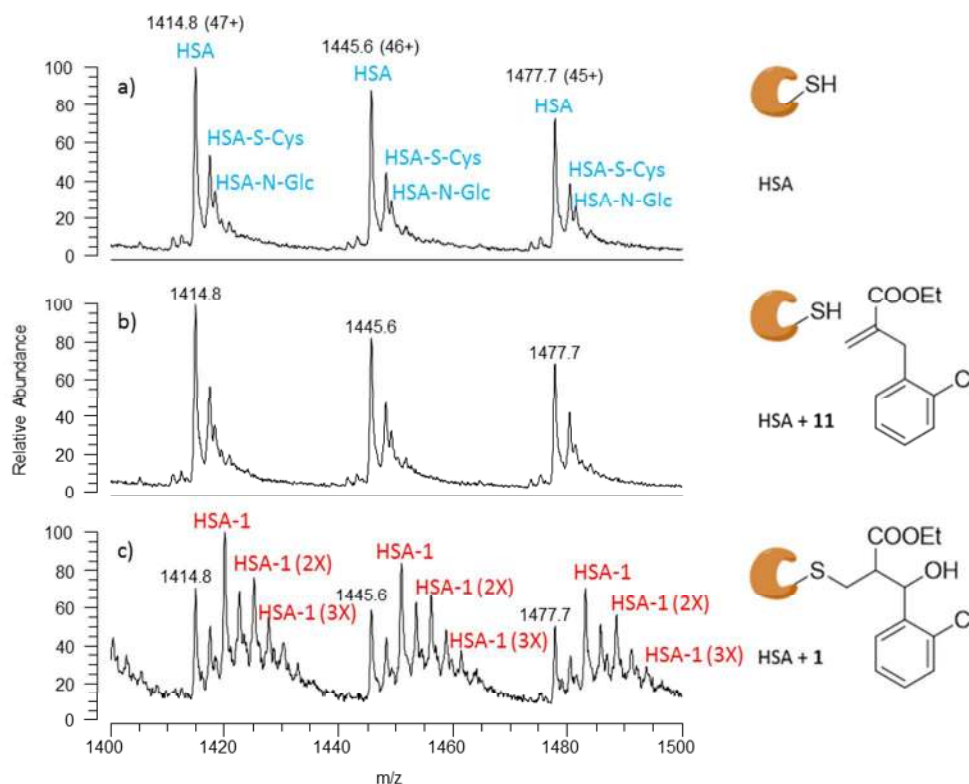 1414.8 (47+)
HSA
1445.6 (46+)
HSA
1477.7 (45+)
HSA
a)
HSA-S-Cys
HSA-N-Glc
HSA-S-Cys
HSA-N-Glc
HSA-S-Cys
HSA-N-Glc
100
80
60
40
20
0
SH
HSA
b)
1414.8
1445.6
1477.7
100
80
60
40
20
0
Relative Abundance
SH
COOEt
C
HSA + 11
c)
HSA-1
1414.8
HSA-1 (2X)
HSA-1 (3X)
1445.6
HSA-1
HSA-1 (2X)
HSA-1 (3X)
1477.7
HSA-1
HSA-1 (2X)
HSA-1 (3X)
100
80
60
40
20
0
1400
1420
1440
1460
1480
1500
m/z
COOEt
S
OH
C
HSA + 1